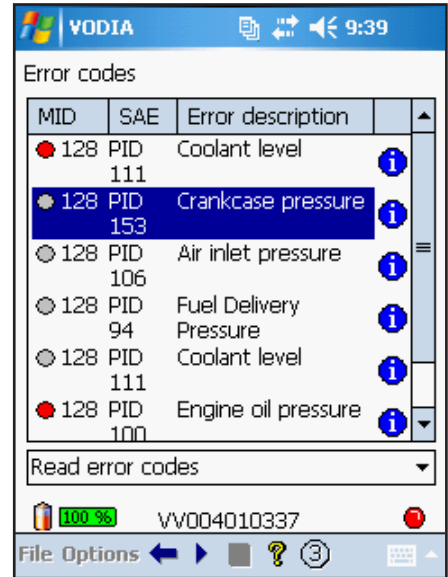 VODIA 9:39
Error codes
MID SAE Error description
128 PID 111 Coolant level
128 PID 153 Crankcase pressure
128 PID 106 Air inlet pressure
128 PID 94 Fuel Delivery Pressure
128 PID 111 Coolant level
128 PID 100 Engine oil pressure
Read error codes
100 % VV004010337
File Options ? 3